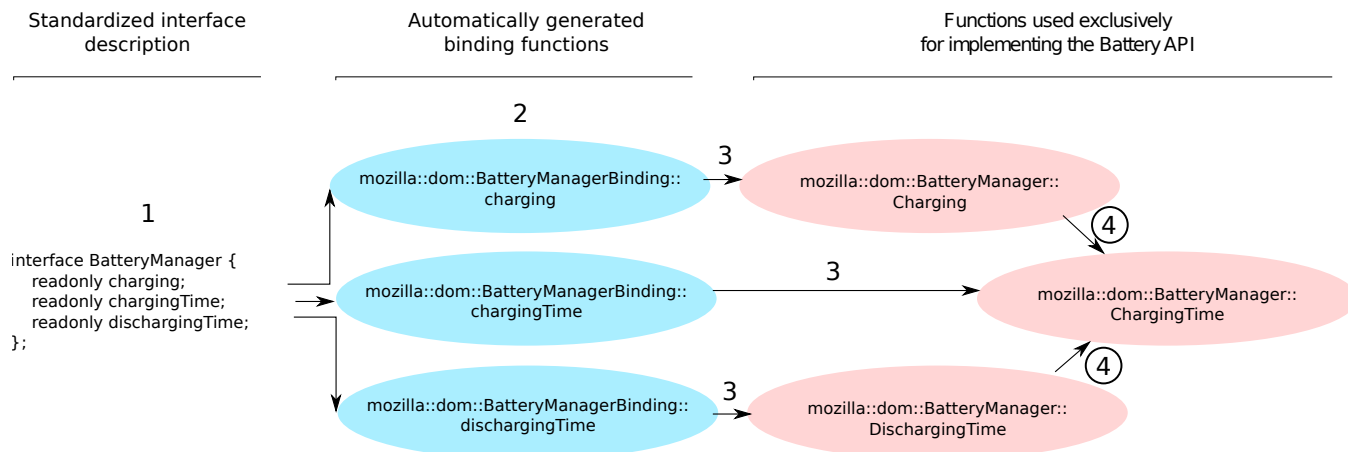 Standardized interface
description
Automatically generated
binding functions
Functions used exclusively
for implementing the Battery API
1
interface BatteryManager {
    readonly charging;
    readonly chargingTime;
    readonly dischargingTime;
};
2
mozilla::dom::BatteryManagerBinding::
charging
3
mozilla::dom::BatteryManager::
Charging
4
mozilla::dom::BatteryManagerBinding::
chargingTime
3
mozilla::dom::BatteryManager::
ChargingTime
4
mozilla::dom::BatteryManagerBinding::
dischargingTime
3
mozilla::dom::BatteryManager::
DischargingTime